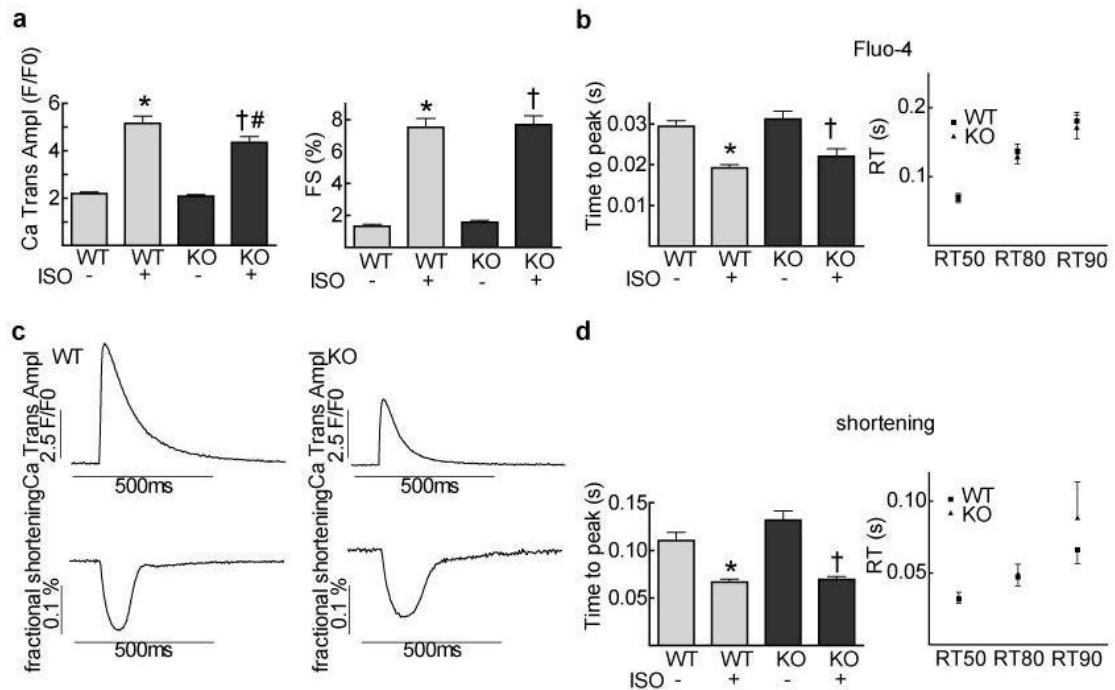 a
Ca Trans Ampl (F/F0)
6
4
2
*
†#
WT WT KO KO
ISO - + - +
FS (%)
8
6
4
2
*
†
WT WT KO KO
ISO - + - +
b
Fluo-4
Time to peak (s)
0.03
0.02
0.01
*
†
WT WT KO KO
ISO - + - +
RT (s)
0.2
0.1
WT
KO
RT50 RT80 RT90
c
WT
Ca Trans Ampl
2.5 F/F0
500ms
fractional shortening
0.1 %
500ms
KO
Ca Trans Ampl
2.5 F/F0
500ms
fractional shortening
0.1 %
500ms
d
shortening
Time to peak (s)
0.15
0.10
0.05
*
†
WT WT KO KO
ISO - + - +
RT (s)
0.10
0.05
WT
KO
RT50 RT80 RT90